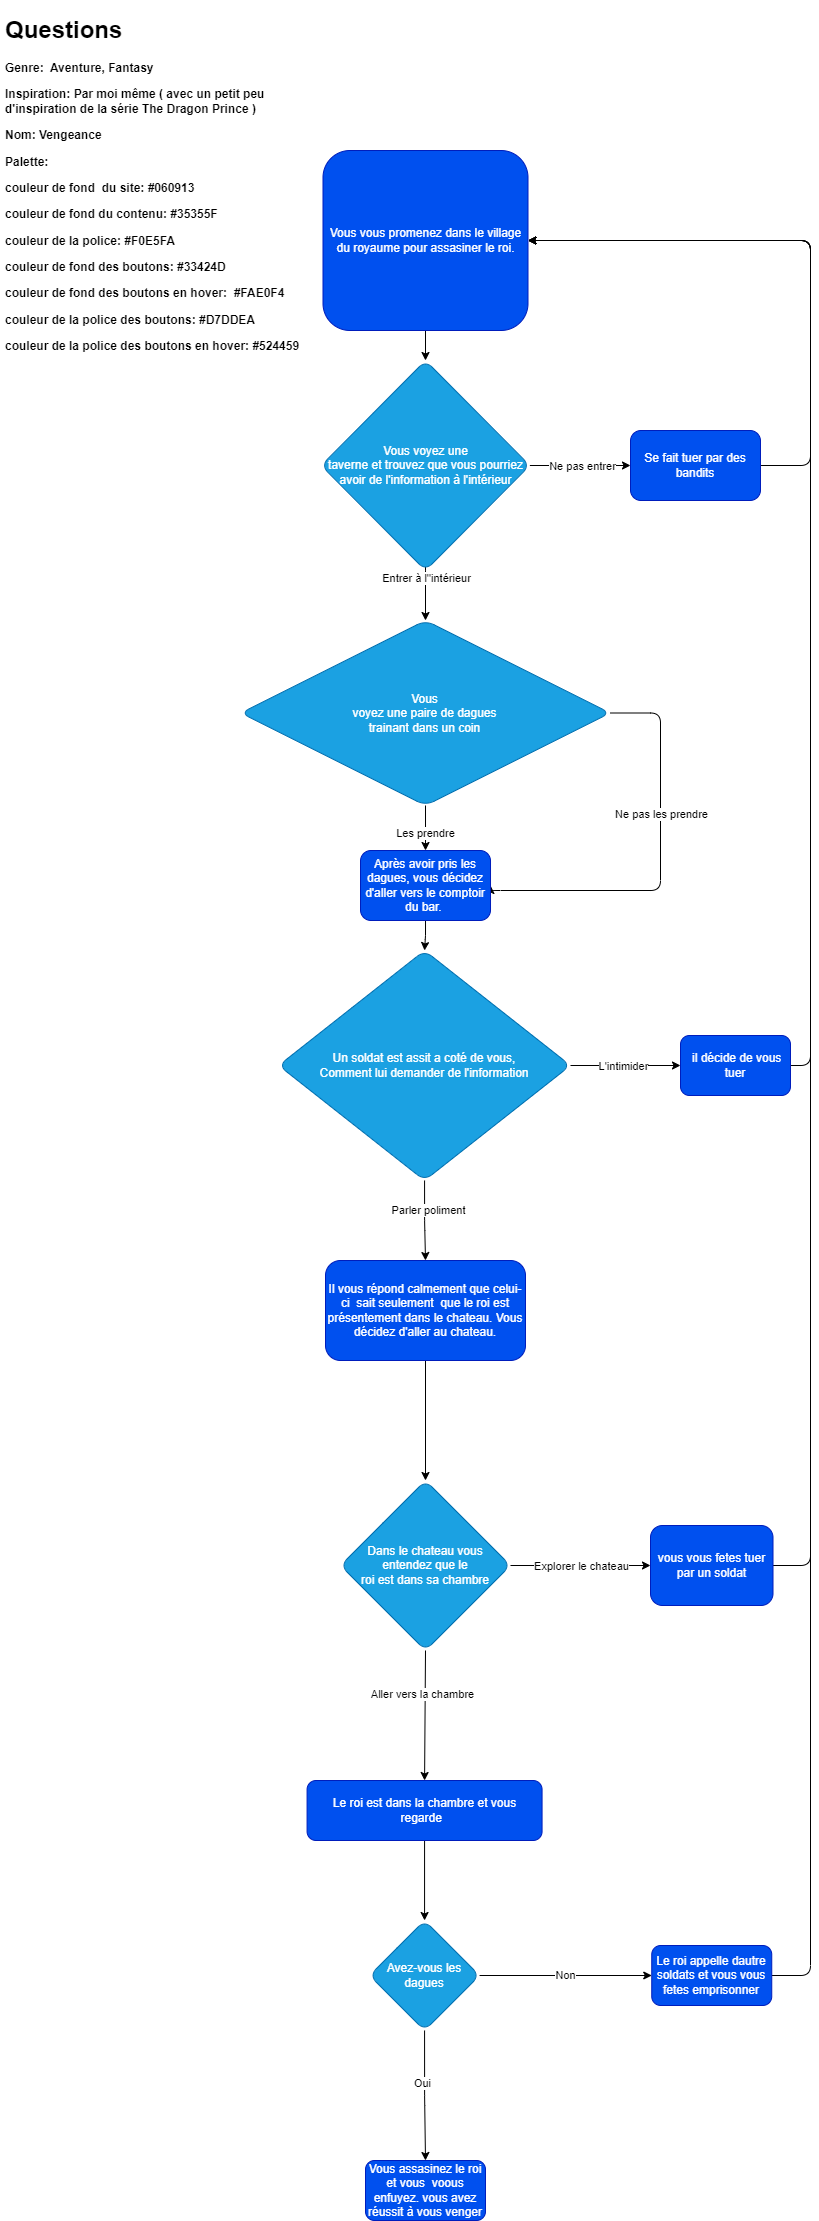 Questions
Genre:  Aventure, Fantasy
Inspiration: Par moi même ( avec un petit peu
d'inspiration de la série The Dragon Prince )
Nom: Vengeance
Palette:
couleur de fond  du site: #060913
couleur de fond du contenu: #35355F
couleur de la police: #F0E5FA
couleur de fond des boutons: #33424D
couleur de fond des boutons en hover:  #FAE0F4
couleur de la police des boutons: #D7DDEA
couleur de la police des boutons en hover: #524459
Vous vous promenez dans le village
du royaume pour assasiner le roi.
Vous voyez une
taverne et trouvez que vous pourriez
avoir de l'information à l'intérieur
Ne pas entrer
Se fait tuer par des
bandits
Entrer à l''intérieur
Vous
voyez une paire de dagues
trainant dans un coin
Ne pas les prendre
Les prendre
Après avoir pris les
dagues, vous décidez
d'aller vers le comptoir
du bar.
Un soldat est assit a coté de vous,
Comment lui demander de l'information
L'intimider
il décide de vous
tuer
Parler poliment
Il vous répond calmement que celui-
ci  sait seulement  que le roi est
présentement dans le chateau. Vous
décidez d'aller au chateau.
Dans le chateau vous
entendez que le
roi est dans sa chambre
Explorer le chateau
vous vous fetes tuer
par un soldat
Aller vers la chambre
Le roi est dans la chambre et vous
regarde
Avez-vous les
dagues
Non
Le roi appelle dautre
soldats et vous vous
fetes emprisonner
Oui
Vous assasinez le roi
et vous  voous
enfuyez. vous avez
réussit à vous venger